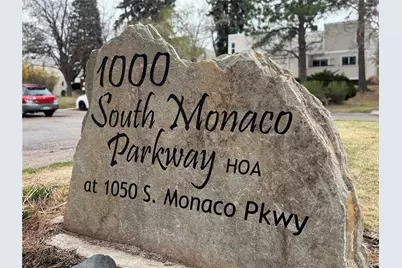 1000
South Monaco
Parkway HOA
at 1050 S. Monaco Pkwy